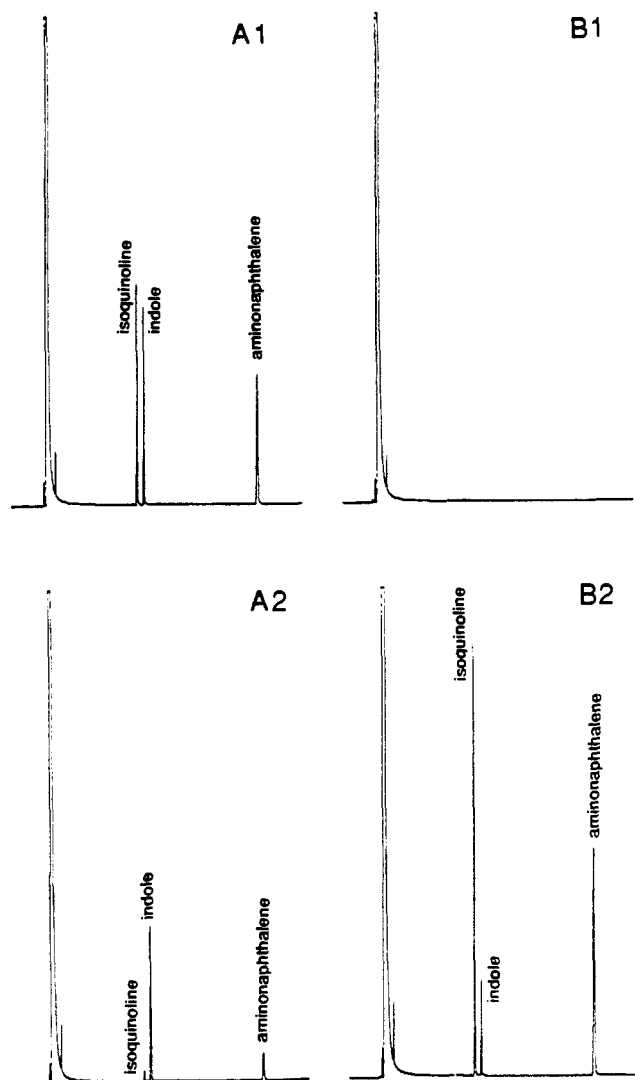 A1
isoquinoline
indole
aminonaphthalene
B1
A2
isoquinoline
indole
aminonaphthalene
B2
isoquinoline
indole
aminonaphthalene